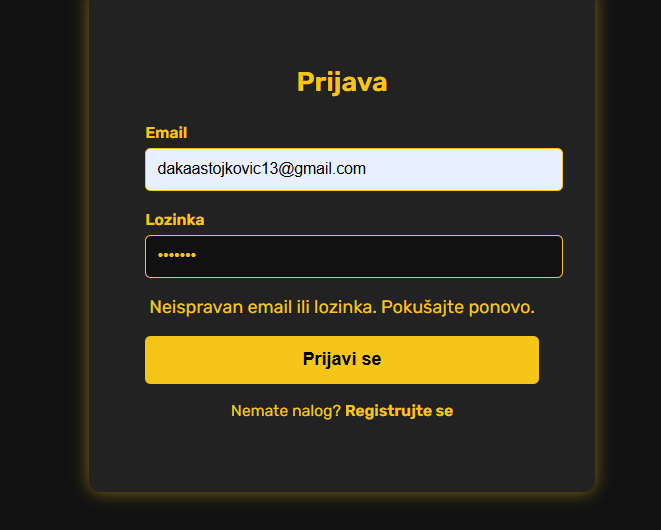 Prijava
Email
dakaastojkovic13@gmail.com
Lozinka
•••••••
Neispravan email ili lozinka. Pokušajte ponovo.
Prijavi se
Nemate nalog? Registrujte se